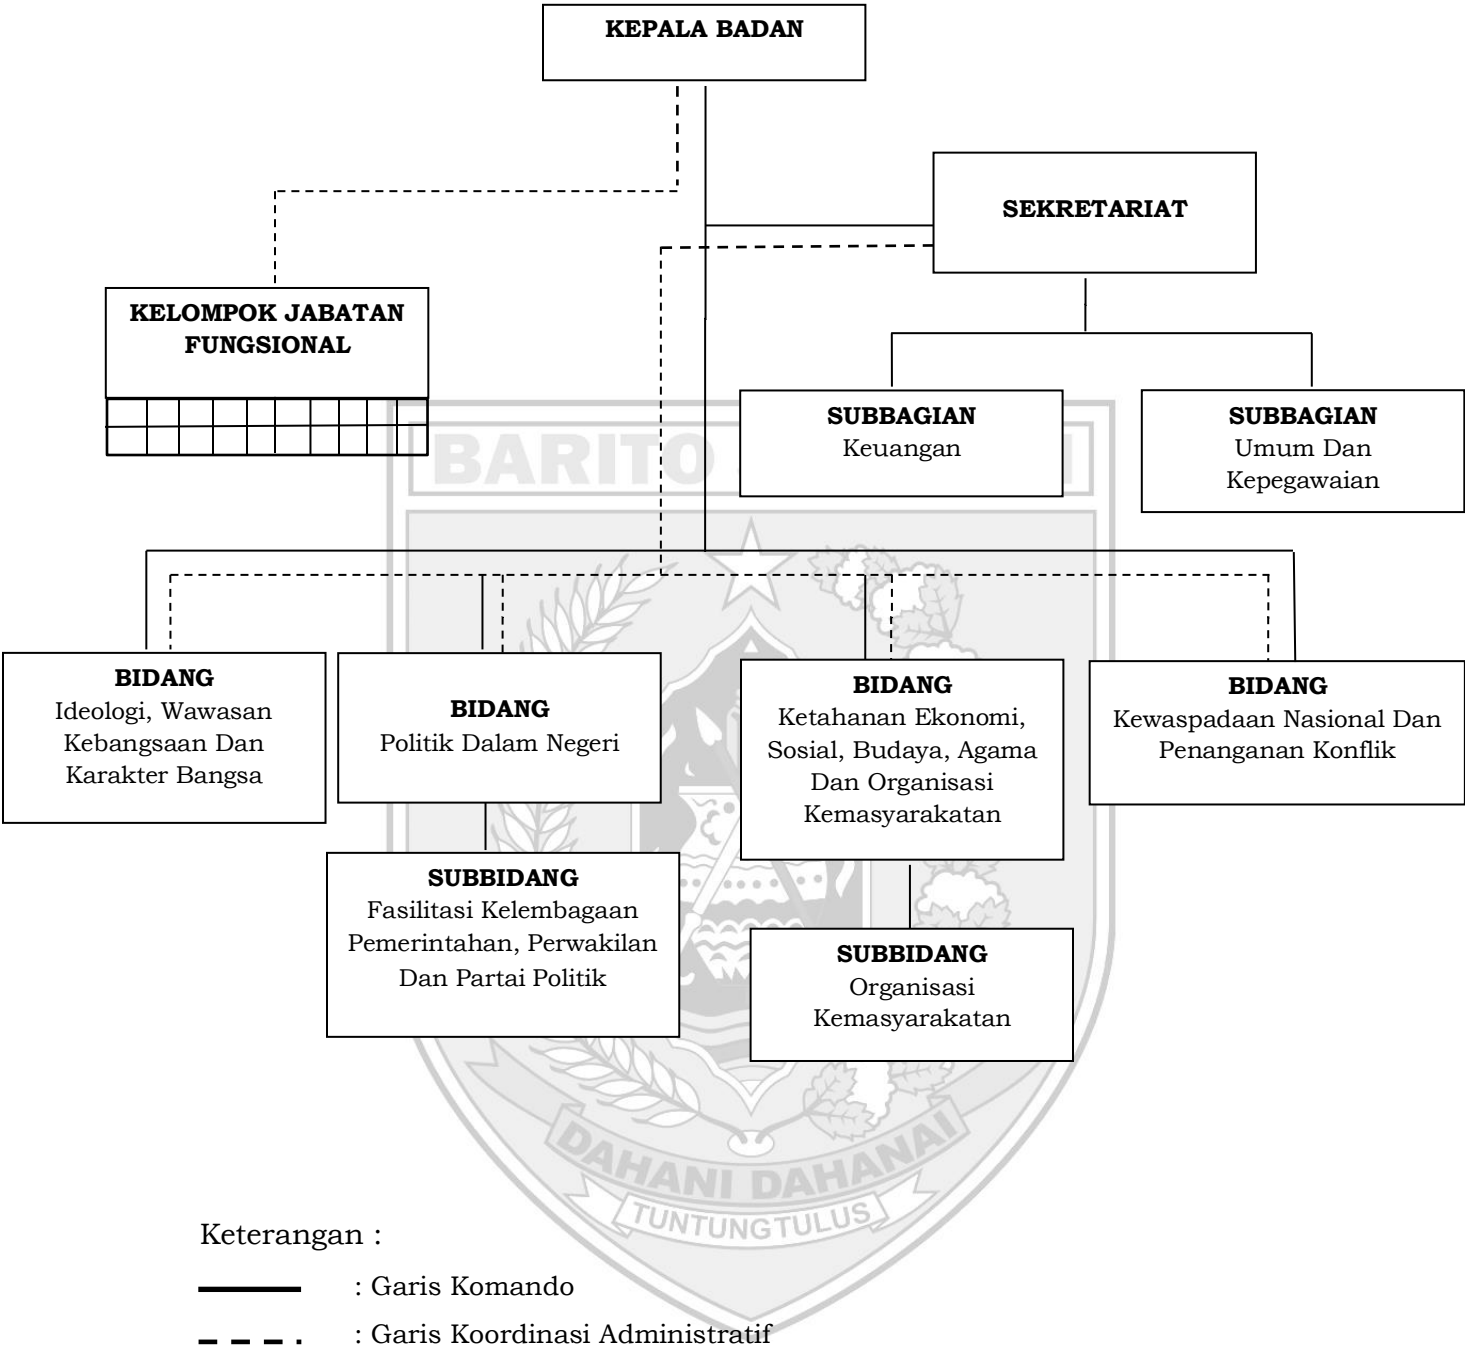 KEPALA BADAN
SEKRETARIAT
KELOMPOK JABATAN
FUNGSIONAL
SUBBAGIAN
Keuangan
SUBBAGIAN
Umum Dan
Kepegawaian
BARITO
BIDANG
Ideologi, Wawasan
Kebangsaan Dan
Karakter Bangsa
BIDANG
Politik Dalam Negeri
BIDANG
Ketahanan Ekonomi,
Sosial, Budaya, Agama
Dan Organisasi
Kemasyarakatan
BIDANG
Kewaspadaan Nasional Dan
Penanganan Konflik
SUBBIDANG
Fasilitasi Kelembagaan
Pemerintahan, Perwakilan
Dan Partai Politik
SUBBIDANG
Organisasi
Kemasyarakatan
DAHANI DAHANAI
TUNTUNG TULUS
Keterangan :
: Garis Komando
: Garis Koordinasi Administratif